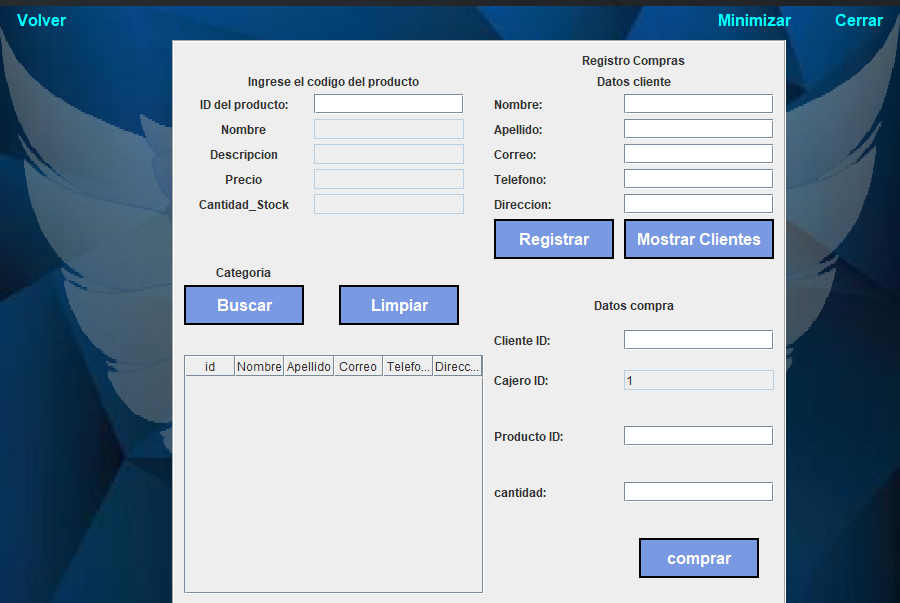 Volver
Minimizar
Cerrar
Registro Compras
Ingrese el codigo del producto
Datos cliente
ID del producto:
Nombre:
Nombre
Apellido:
Descripcion
Correo:
Precio
Telefono:
Cantidad_Stock
Direccion:
Registrar
Mostrar Clientes
Categoria
Buscar
Limpiar
Datos compra
Cliente ID:
id Nombre Apellido Correo Telefo... Direcc...
Cajero ID: 1
Producto ID:
cantidad:
comprar